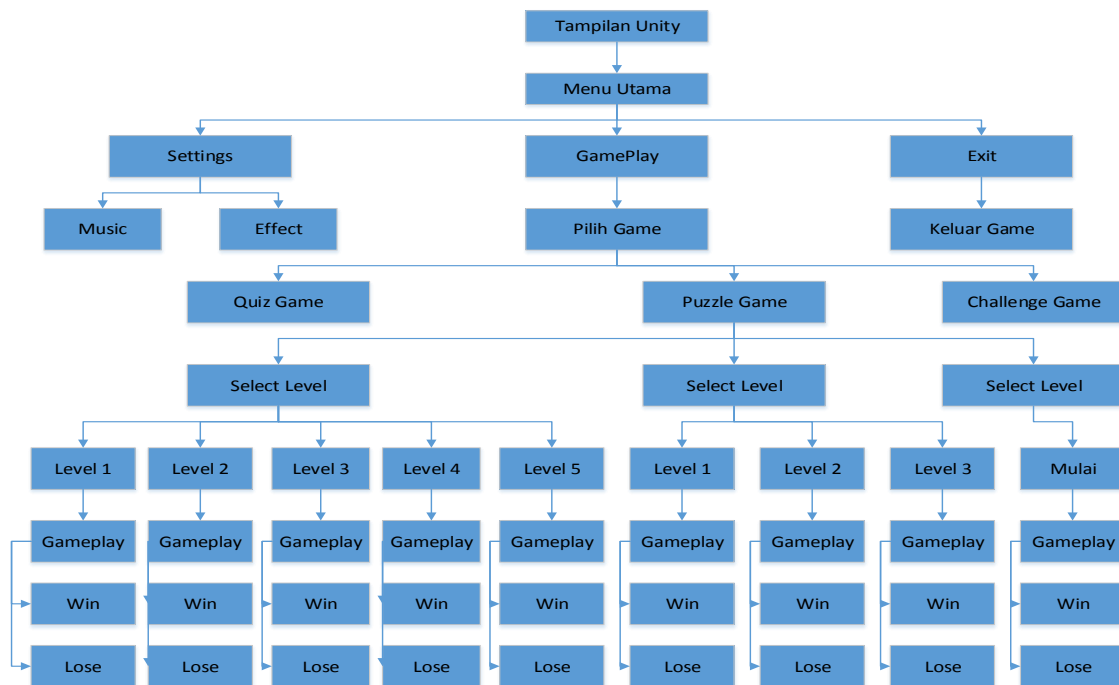 Tampilan Unity
Menu Utama
Settings
GamePlay
Exit
Music
Effect
Pilih Game
Keluar Game
Quiz Game
Puzzle Game
Challenge Game
Select Level
Select Level
Select Level
Level 1
Level 2
Level 3
Level 4
Level 5
Level 1
Level 2
Level 3
Mulai
Gameplay
Gameplay
Gameplay
Gameplay
Gameplay
Gameplay
Gameplay
Gameplay
Gameplay
Win
Win
Win
Win
Win
Win
Win
Win
Win
Lose
Lose
Lose
Lose
Lose
Lose
Lose
Lose
Lose